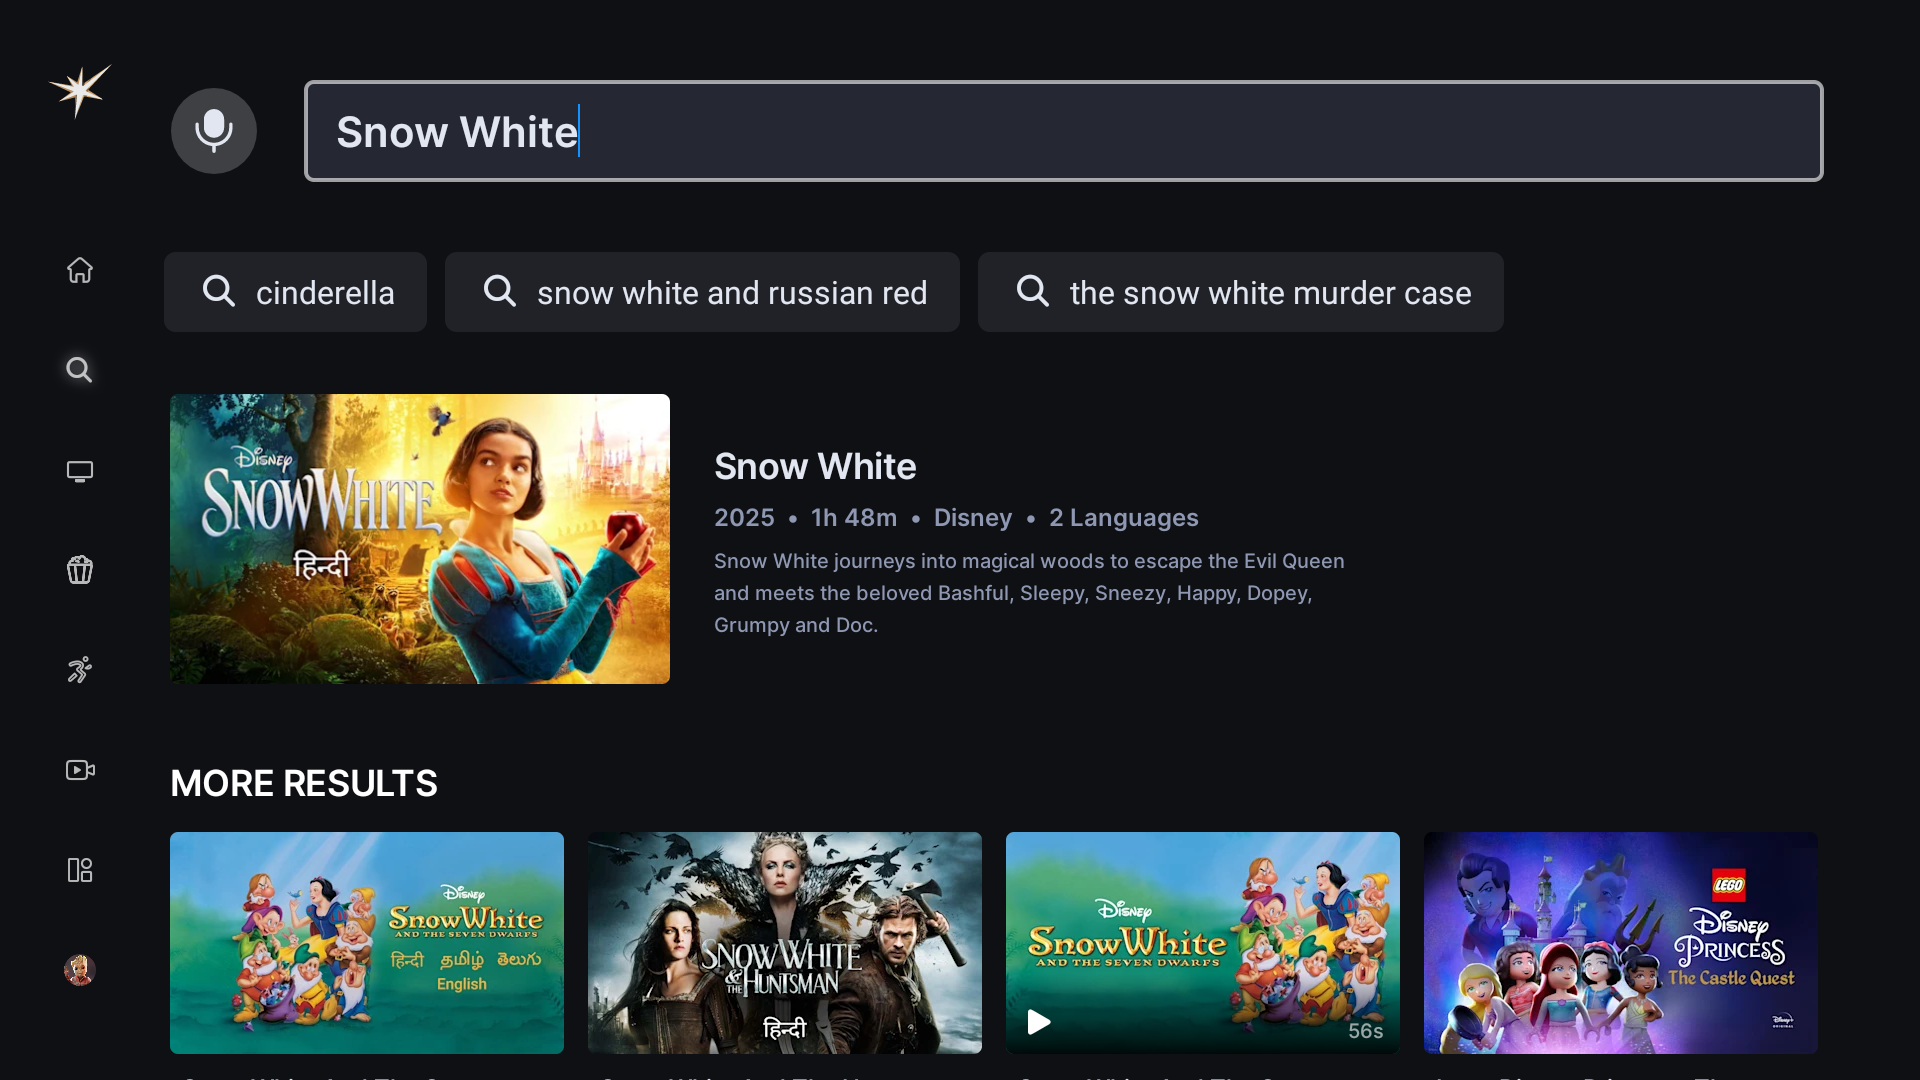 Snow White
cinderella
snow white and russian red
the snow white murder case
Disney
SNOW WHITE
हिन्दी
Snow White
2025 • 1h 48m • Disney • 2 Languages
Snow White journeys into magical woods to escape the Evil Queen
and meets the beloved Bashful, Sleepy, Sneezy, Happy, Dopey,
Grumpy and Doc.
MORE RESULTS
Disney
Snow White
AND THE SEVEN DWARFS
हिन्दी தமிழ் తెలుగు
English
SNOW WHITE
& THE HUNTSMAN
हिन्दी
Disney
Snow White
AND THE SEVEN DWARFS
56s
LEGO
Disney
PRINCESS
The Castle Quest
Disney+
ORIGINAL